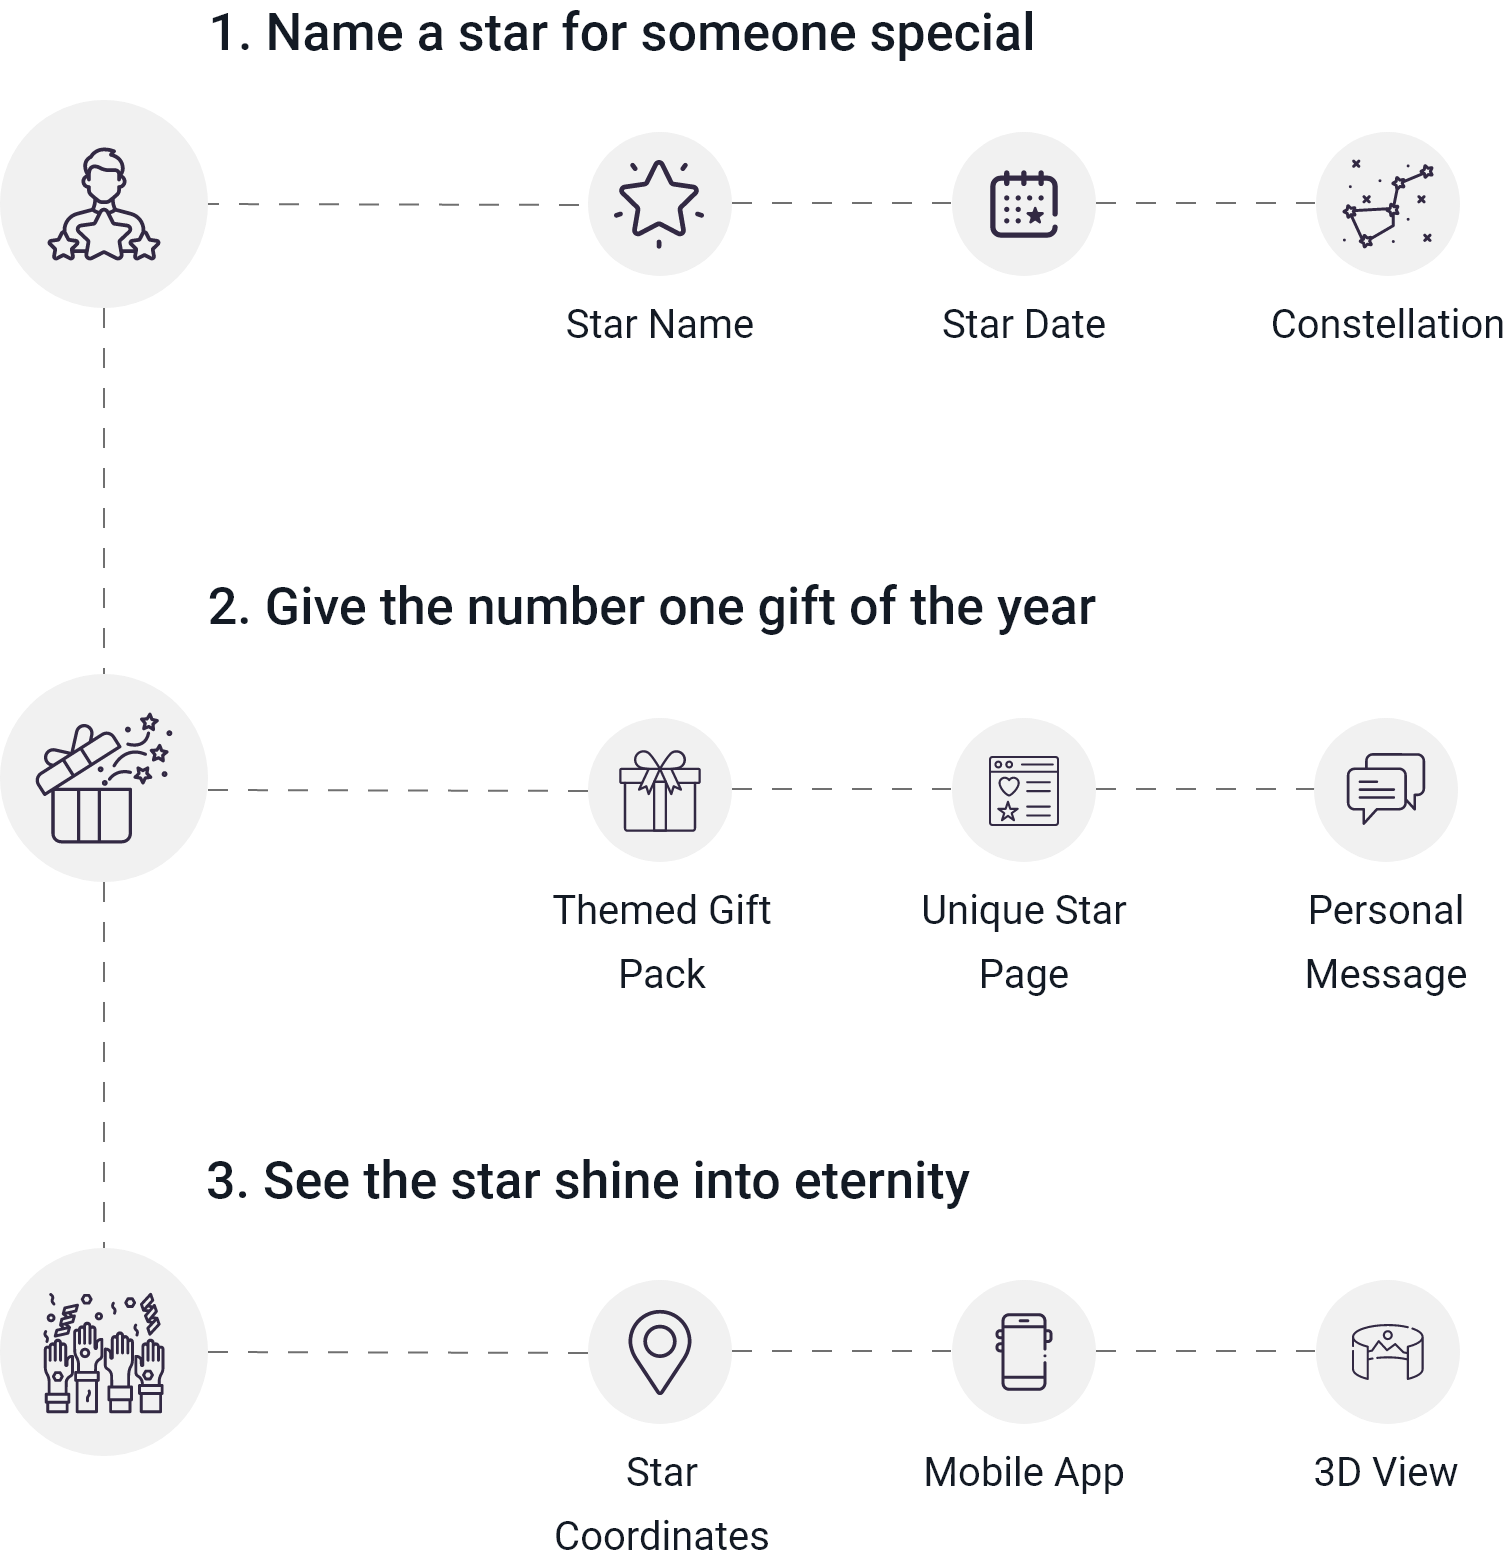 1. Name a star for someone special
Star Name
Star Date
Constellation
2. Give the number one gift of the year
Themed Gift
Pack
Unique Star
Page
Personal
Message
3. See the star shine into eternity
Star
Coordinates
Mobile App
3D View